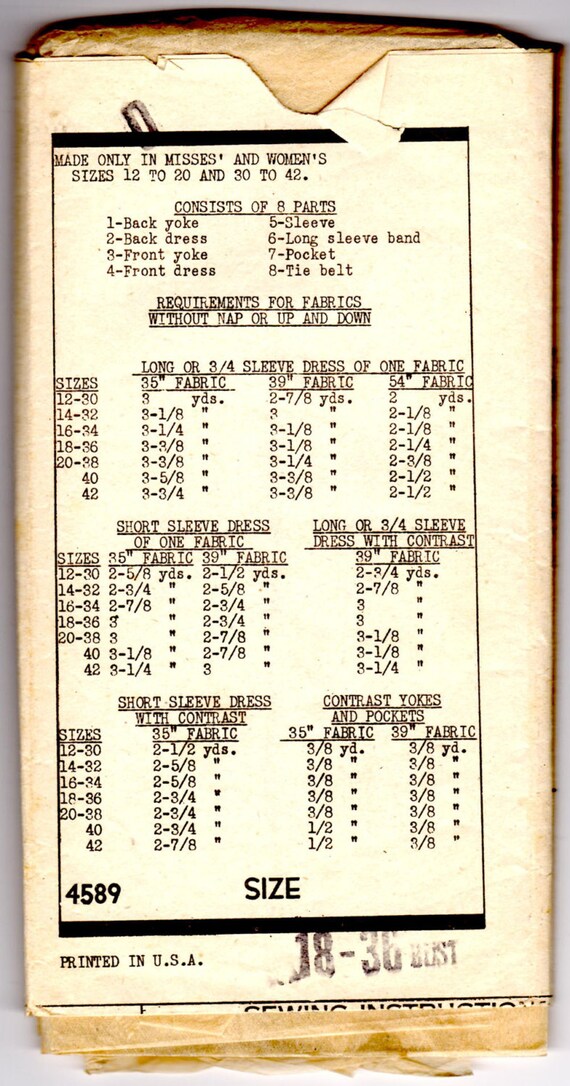 MADE ONLY IN MISSES' AND WOMEN'S
SIZES 12 TO 20 AND 30 TO 42.
CONSISTS OF 8 PARTS
1-Back yoke 5-Sleeve
2-Back dress 6-Long sleeve band
3-Front yoke 7-Pocket
4-Front dress 8-Tie belt
REQUIREMENTS FOR FABRICS
WITHOUT NAP OR UP AND DOWN
LONG OR 3/4 SLEEVE DRESS OF ONE FABRIC
SIZES 35" FABRIC 39" FABRIC 54" FABRIC
12-30 3 yds. 2-7/8 yds. 2 yds.
14-32 3-1/8 " 3 " 2-1/8 "
16-34 3-1/4 " 3-1/8 " 2-1/8 "
18-36 3-3/8 " 3-1/8 " 2-1/4 "
20-38 3-3/8 " 3-1/4 " 2-3/8 "
40 3-5/8 " 3-3/8 " 2-1/2 "
42 3-3/4 " 3-3/8 " 2-1/2 "
SHORT SLEEVE DRESS
OF ONE FABRIC
SIZES 35" FABRIC 39" FABRIC
12-30 2-5/8 yds. 2-1/2 yds.
14-32 2-3/4 " 2-5/8 "
16-34 2-7/8 " 2-3/4 "
18-36 3 " 2-3/4 "
20-38 3 " 2-7/8 "
40 3-1/8 " 2-7/8 "
42 3-1/4 " 3 "
LONG OR 3/4 SLEEVE
DRESS WITH CONTRAST
39" FABRIC
2-3/4 yds.
2-7/8 "
3 "
3 "
3-1/8 "
3-1/8 "
3-1/4 "
SHORT SLEEVE DRESS
WITH CONTRAST
SIZES 35" FABRIC
12-30 2-1/2 yds.
14-32 2-5/8 "
16-34 2-5/8 "
18-36 2-3/4 "
20-38 2-3/4 "
40 2-3/4 "
42 2-7/8 "
CONTRAST YOKES
AND POCKETS
35" FABRIC 39" FABRIC
3/8 yd. 3/8 yd.
3/8 " 3/8 "
3/8 " 3/8 "
3/8 " 3/8 "
3/8 " 3/8 "
1/2 " 3/8 "
1/2 " 3/8 "
4589 SIZE
18-36 BUST
PRINTED IN U.S.A.
SEWING INSTRUCTIONS